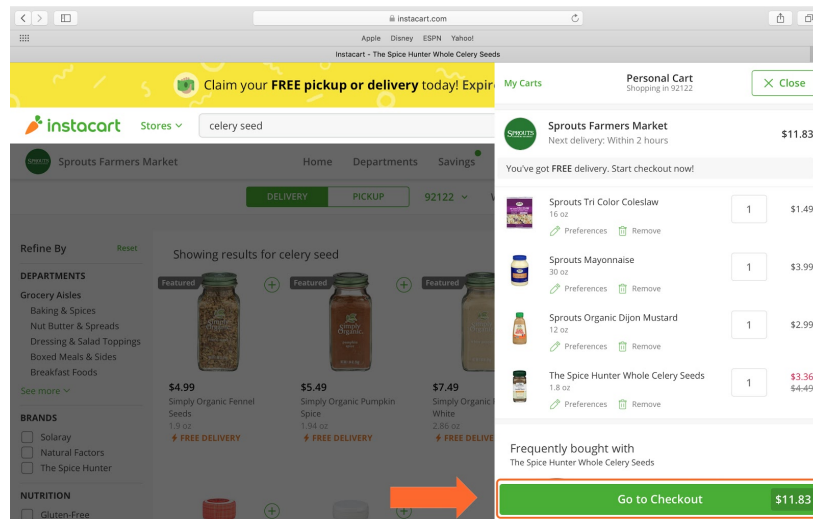 instacart.com
Apple Disney ESPN Yahoo!
Instacart - The Spice Hunter Whole Celery Seeds
Claim your FREE pickup or delivery today!
instacart
Stores
celery seed
Sprouts Farmers Market
Home Departments Savings
DELIVERY PICKUP 92122
Refine By Reset
DEPARTMENTS
Grocery Aisles
Baking & Spices
Nut Butter & Spreads
Dressing & Salad Toppings
Boxed Meals & Sides
Breakfast Foods
See more
BRANDS
Solaray
Natural Factors
The Spice Hunter
NUTRITION
Gluten-Free
Showing results for celery seed
Featured
$4.99
Simply Organic Fennel
Seeds
1.9 oz
FREE DELIVERY
Featured
$5.49
Simply Organic Pumpkin
Spice
1.94 oz
FREE DELIVERY
Featured
$7.49
Simply Organic
White
2.86 oz
FREE DELIVE
My Carts
Personal Cart
Shopping in 92122
Close
SPROUTS
Sprouts Farmers Market
Next delivery: Within 2 hours
$11.83
You've got FREE delivery. Start checkout now!
Sprouts Tri Color Coleslaw
16 oz
Preferences Remove
1 $1.49
Sprouts Mayonnaise
30 oz
Preferences Remove
1 $3.99
Sprouts Organic Dijon Mustard
12 oz
Preferences Remove
1 $2.99
The Spice Hunter Whole Celery Seeds
1.8 oz
Preferences Remove
1 $3.36
$4.49
Frequently bought with
The Spice Hunter Whole Celery Seeds
Go to Checkout $11.83